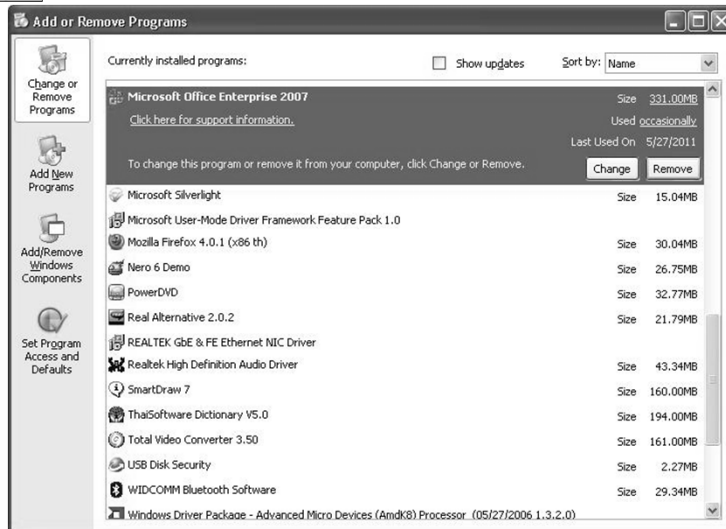 Add or Remove Programs
Change or
Remove
Programs
Add New
Programs
Add/Remove
Windows
Components
Set Program
Access and
Defaults
Currently installed programs:
Show updates
Sort by: Name
Microsoft Office Enterprise 2007 Size 331.00MB
Click here for support information. Used occasionally
Last Used On 5/27/2011
To change this program or remove it from your computer, click Change or Remove. Change Remove
Microsoft Silverlight Size 15.04MB
Microsoft User-Mode Driver Framework Feature Pack 1.0
Mozilla Firefox 4.0.1 (x86 th) Size 30.04MB
Nero 6 Demo Size 26.75MB
PowerDVD Size 32.77MB
Real Alternative 2.0.2 Size 21.79MB
REALTEK GbE & FE Ethernet NIC Driver
Realtek High Definition Audio Driver Size 43.34MB
SmartDraw 7 Size 160.00MB
ThaiSoftware Dictionary V5.0 Size 194.00MB
Total Video Converter 3.50 Size 161.00MB
USB Disk Security Size 2.27MB
WIDCOMM Bluetooth Software Size 29.34MB
Windows Driver Package - Advanced Micro Devices (AmdK8) Processor (05/27/2006 1.3.2.0)